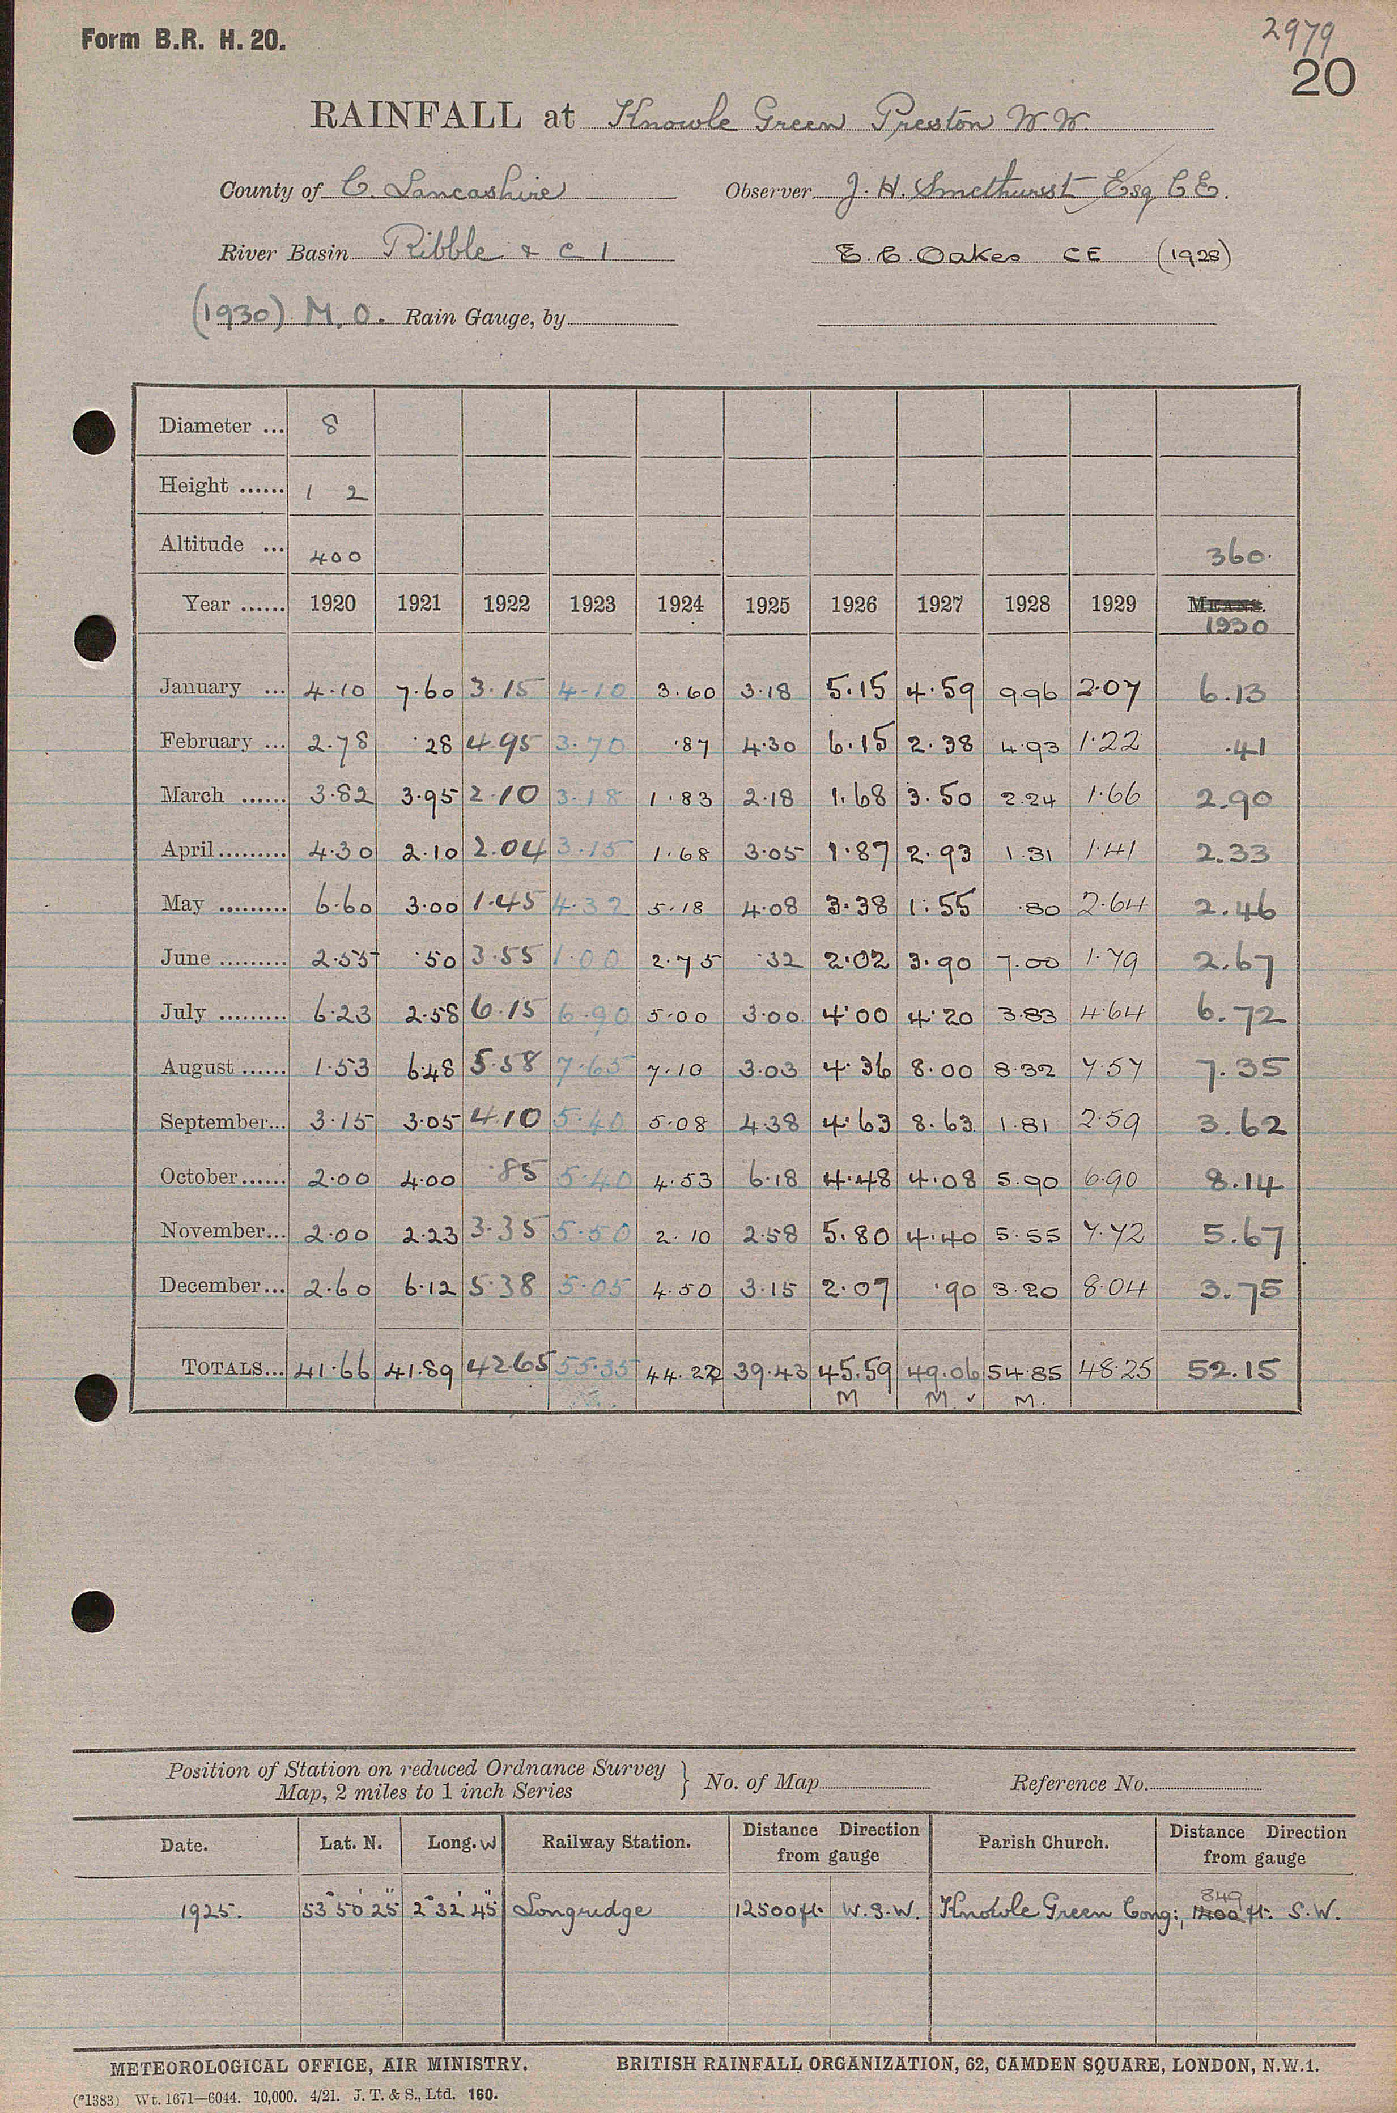 Form B.R. H. 20.
2979
20
RAINFALL at Knowle Green Preston W.W.
County of C. Lancashire Observer J. H. Smethurst Esq C.E.
River Basin Ribble & C 1 E. C. Oakes CE (1928)
(1930) M.O. Rain Gauge, by
Diameter ... 8
Height ...... 1 2
Altitude ... 400 360
Year ...... 1920 1921 1922 1923 1924 1925 1926 1927 1928 1929 MEANS.
1930
January ... 4.10 7.60 3.15 4.10 3.60 3.18 5.15 4.59 9.96 2.07 6.13
February ... 2.78 .28 4.95 3.70 .87 4.30 6.15 2.38 4.93 1.22 .41
March ...... 3.82 3.95 2.10 3.18 1.83 2.18 1.68 3.50 2.24 1.66 2.90
April ......... 4.30 2.10 2.04 3.15 1.68 3.05 1.87 2.93 1.31 1.41 2.33
May ......... 6.60 3.00 1.45 4.32 5.18 4.08 3.38 1.55 .80 2.64 2.46
June ......... 2.55 .50 3.55 1.00 2.75 .32 2.02 3.90 7.00 1.79 2.67
July ......... 6.23 2.58 6.15 6.90 5.00 3.00 4.00 4.20 3.83 4.64 6.72
August ...... 1.53 6.48 5.58 7.65 7.10 3.03 4.36 8.00 8.32 7.57 7.35
September... 3.15 3.05 4.10 5.40 5.08 4.38 4.63 8.63 1.81 2.59 3.62
October...... 2.00 4.00 .85 5.40 4.53 6.18 4.48 4.08 5.90 6.90 8.14
November... 2.00 2.23 3.35 5.50 2.10 2.58 5.80 4.40 5.55 7.72 5.67
December... 2.60 6.12 5.38 5.05 4.50 3.15 2.07 .90 3.20 8.04 3.75
TOTALS... 41.66 41.89 42.65 55.35 44.22 39.43 45.59 49.06 54.85 48.25 52.15
M M ✓ M.
Position of Station on reduced Ordnance Survey
Map, 2 miles to 1 inch Series } No. of Map Reference No.
Date. Lat. N. Long. W Railway Station. Distance Direction from gauge Parish Church. Distance Direction from gauge
849
1925. 53° 50' 25" 2° 32' 45" Longridge 12500 ft. W.S.W. Knowle Green Cong:, 1200 ft. S.W.
METEOROLOGICAL OFFICE, AIR MINISTRY. BRITISH RAINFALL ORGANIZATION, 62, CAMDEN SQUARE, LONDON, N.W.1.
(*1383) Wt. 1671—6044. 10,000. 4/21. J. T. & S., Ltd. 160.